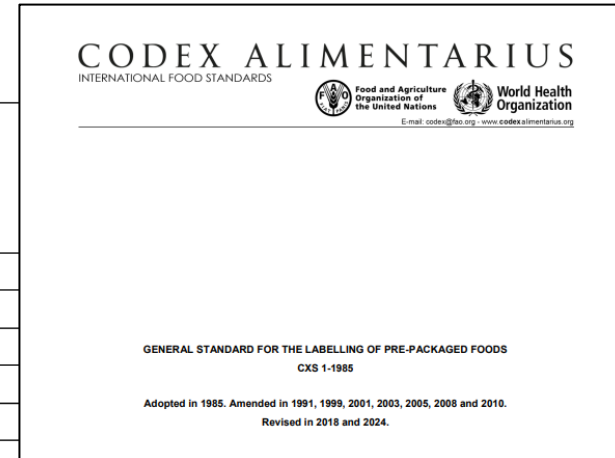 CODEX ALIMENTARIUS
INTERNATIONAL FOOD STANDARDS
Food and Agriculture
Organization of
the United Nations
World Health
Organization
E-mail: codex@fao.org - www.codexalimentarius.org
GENERAL STANDARD FOR THE LABELLING OF PRE-PACKAGED FOODS
CXS 1-1985
Adopted in 1985. Amended in 1991, 1999, 2001, 2003, 2005, 2008 and 2010.
Revised in 2018 and 2024.